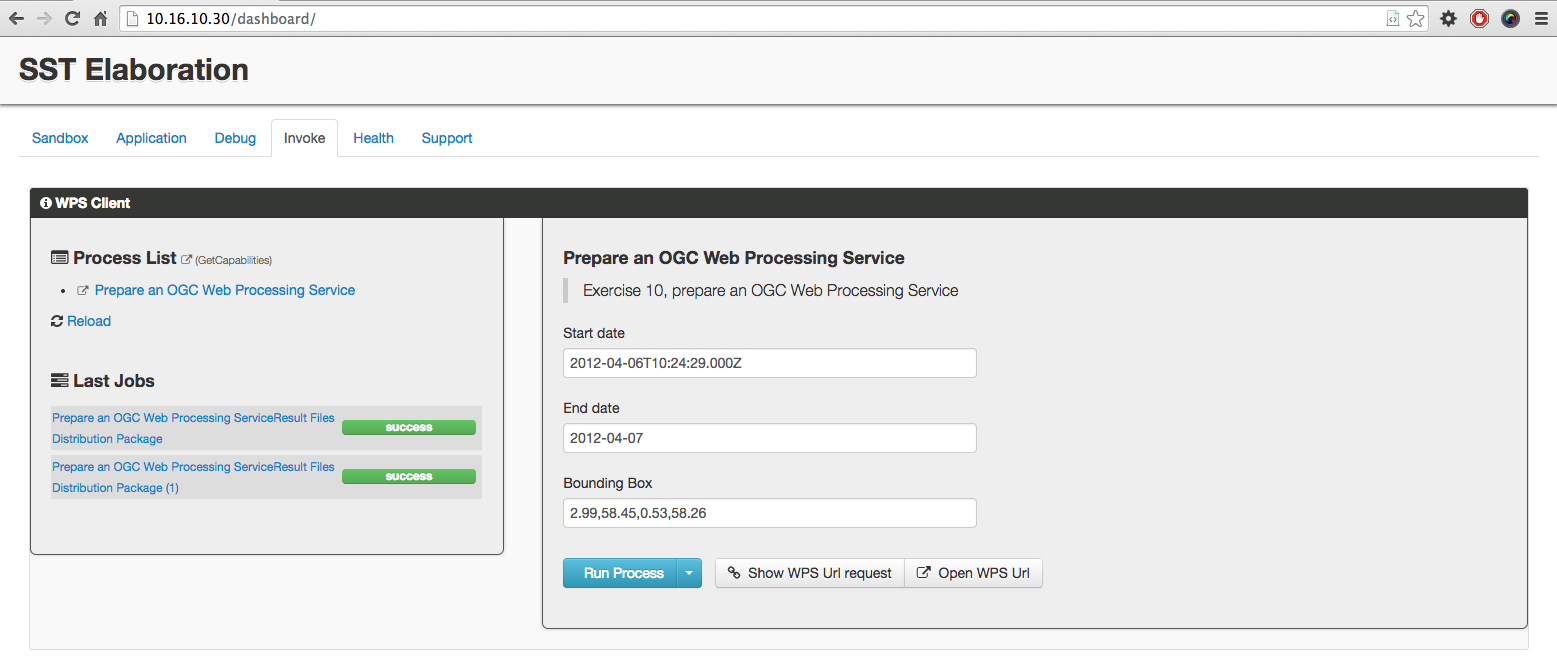 10.16.10.30/dashboard/
SST Elaboration
Sandbox Application Debug Invoke Health Support
WPS Client
Process List (GetCapabilities)
• Prepare an OGC Web Processing Service
Reload
Last Jobs
Prepare an OGC Web Processing ServiceResult Files
Distribution Package
success
Prepare an OGC Web Processing ServiceResult Files
Distribution Package (1)
success
Prepare an OGC Web Processing Service
Exercise 10, prepare an OGC Web Processing Service
Start date
2012-04-06T10:24:29.000Z
End date
2012-04-07
Bounding Box
2.99,58.45,0.53,58.26
Run Process Show WPS Url request Open WPS Url